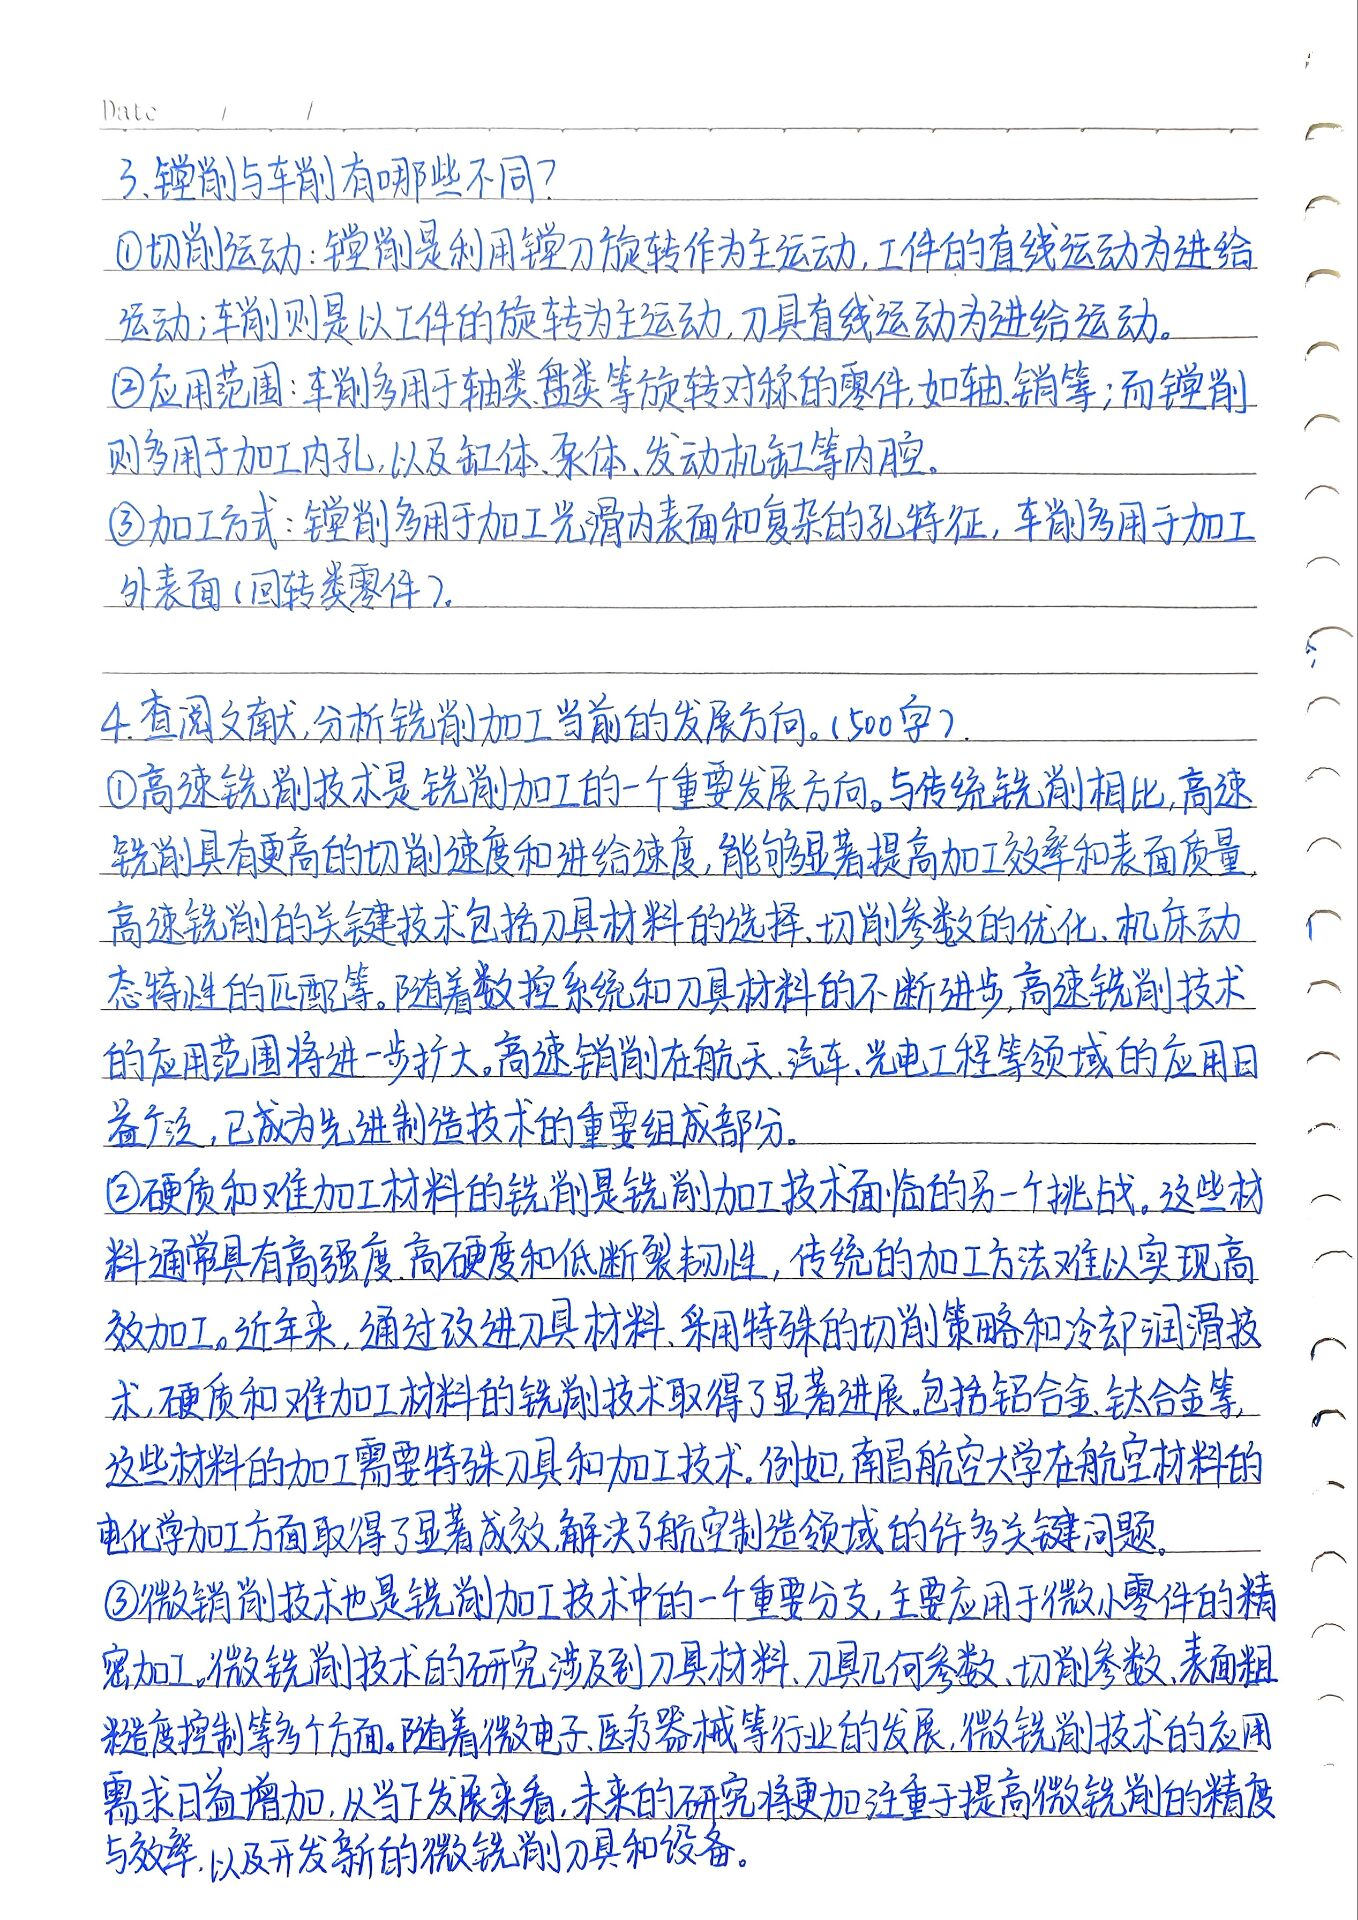 Date / /
3、镗削与车削有哪些不同?
①切削运动:镗削是利用镗刀旋转作为主运动,工件的直线运动为进给
运动;车削则是以工件的旋转为主运动,刀具直线运动为进给运动。
②应用范围:车削多用于轴类、盘类等旋转对称的零件,如轴、销等;而镗削
则多用于加工内孔,以及缸体、泵体、发动机缸等内腔。
③加工方式:镗削多用于加工光滑内表面和复杂的孔特征,车削多用于加工
外表面(回转类零件)。
4.查阅文献,分析铣削加工当前的发展方向。(500字).
①高速铣削技术是铣削加工的一个重要发展方向。与传统铣削相比,高速
铣削具有更高的切削速度和进给速度,能够显著提高加工效率和表面质量,
高速铣削的关键技术包括刀具材料的选择、切削参数的优化、机床动
态特性的匹配等。随着数控系统和刀具材料的不断进步,高速铣削技术
的应用范围将进一步扩大。高速销削在航天、汽车、光电工程等领域的应用日
益广泛,已成为先进制造技术的重要组成部分。
②硬质和难加工材料的铣削是铣削加工技术面临的另一个挑战。这些材
料通常具有高强度、高硬度和低断裂韧性,传统的加工方法难以实现高
效加工。近年来,通过改进刀具材料、采用特殊的切削策略和冷却润滑技
术,硬质和难加工材料的铣削技术取得了显著进展。包括铝合金、钛合金等,
这些材料的加工需要特殊刀具和加工技术。例如,南昌航空大学在航空材料的
电化学加工方面取得了显著成效,解决了航空制造领域的许多关键问题。
③微销削技术也是铣削加工技术中的一个重要分支,主要应用于微小零件的精
密加工。微铣削技术的研究涉及到刀具材料、刀具几何参数、切削参数、表面粗
糙度控制等多个方面。随着微电子、医疗器械等行业的发展,微铣削技术的应用
需求日益增加,从当下发展来看,未来的研究将更加注重于提高微铣削的精度
与效率,以及开发新的微铣削刀具和设备。